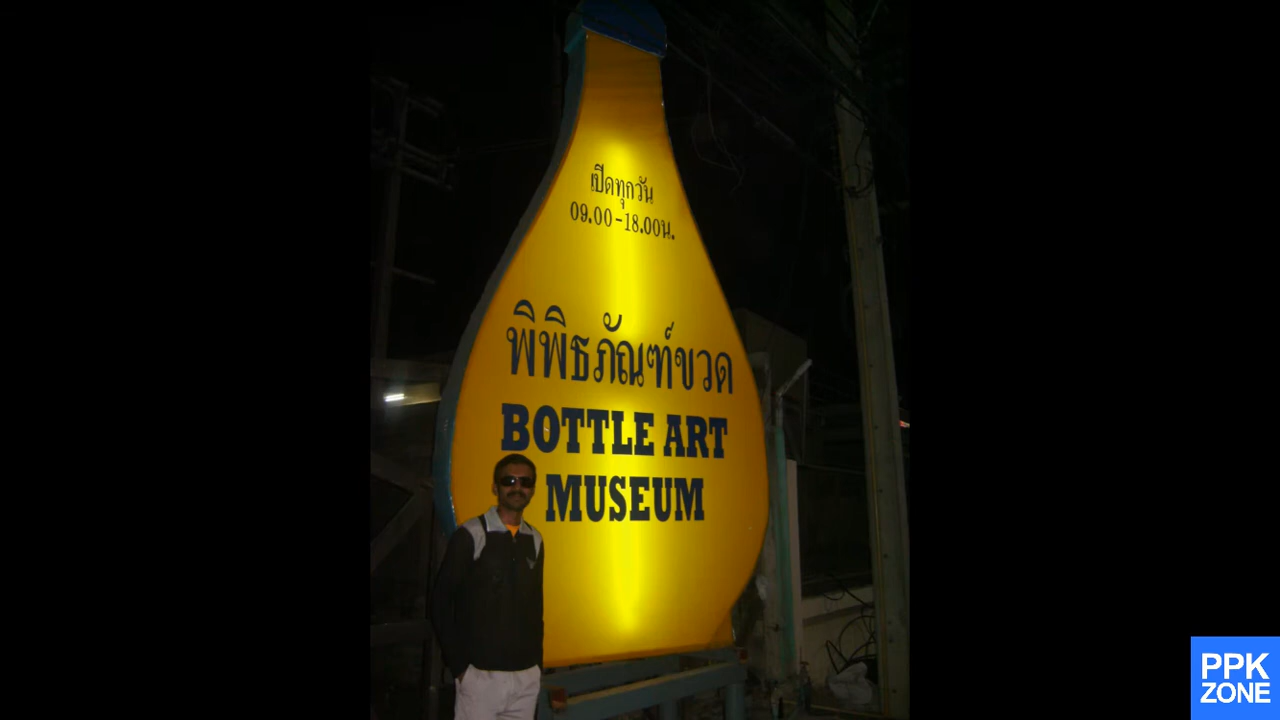 เปิดทุกวัน
09.00-18.00น.
พิพิธภัณฑ์ขวด
BOTTLE ART
MUSEUM
PPK
ZONE